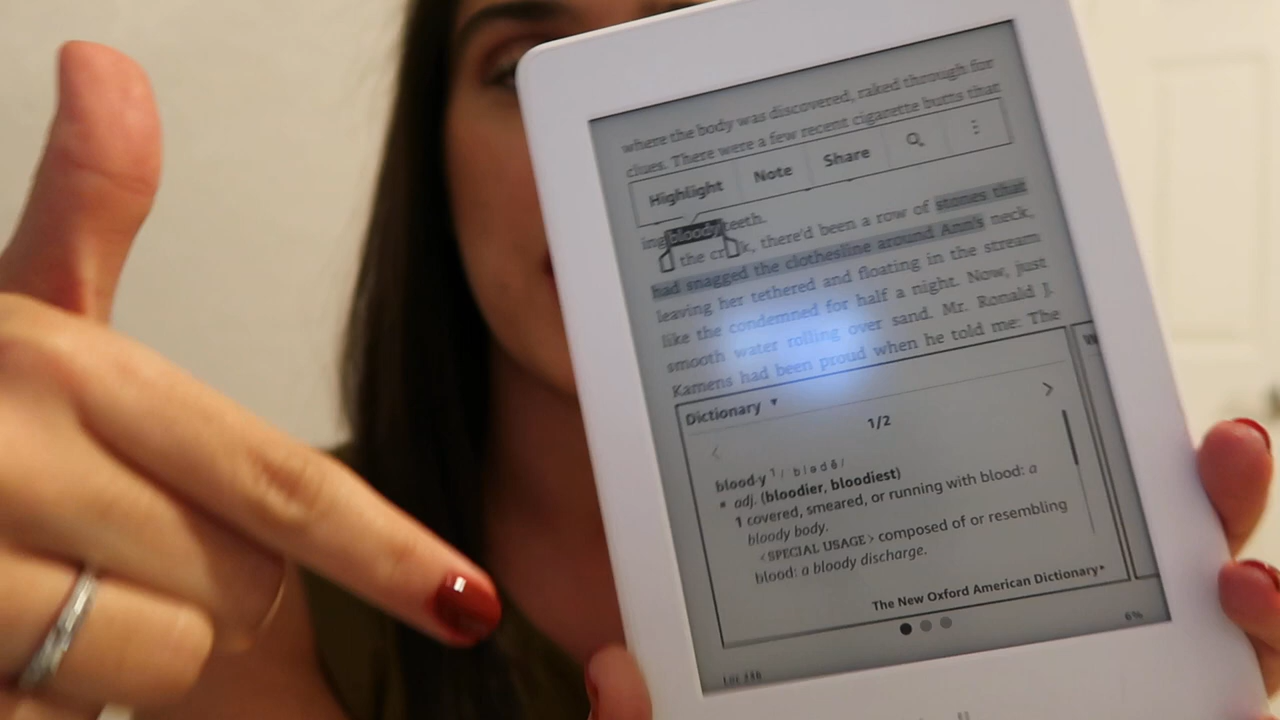 where the body was discovered, raked through for
clues. There were a few recent cigarette butts that
Highlight Note Share
ing bloody teeth.
the cr k, there'd been a row of stones that
had snagged the clothesline around Ann's neck,
leaving her tethered and floating in the stream
like the condemned for half a night. Now, just
smooth water rolling over sand. Mr. Ronald J.
Kamens had been proud when he told me: The
Dictionary
1/2
blood·y 1
adj. (bloodier, bloodiest)
1 covered, smeared, or running with blood: a
bloody body.
<SPECIAL USAGE> composed of or resembling
blood: a bloody discharge.
The New Oxford American Dictionary
6%